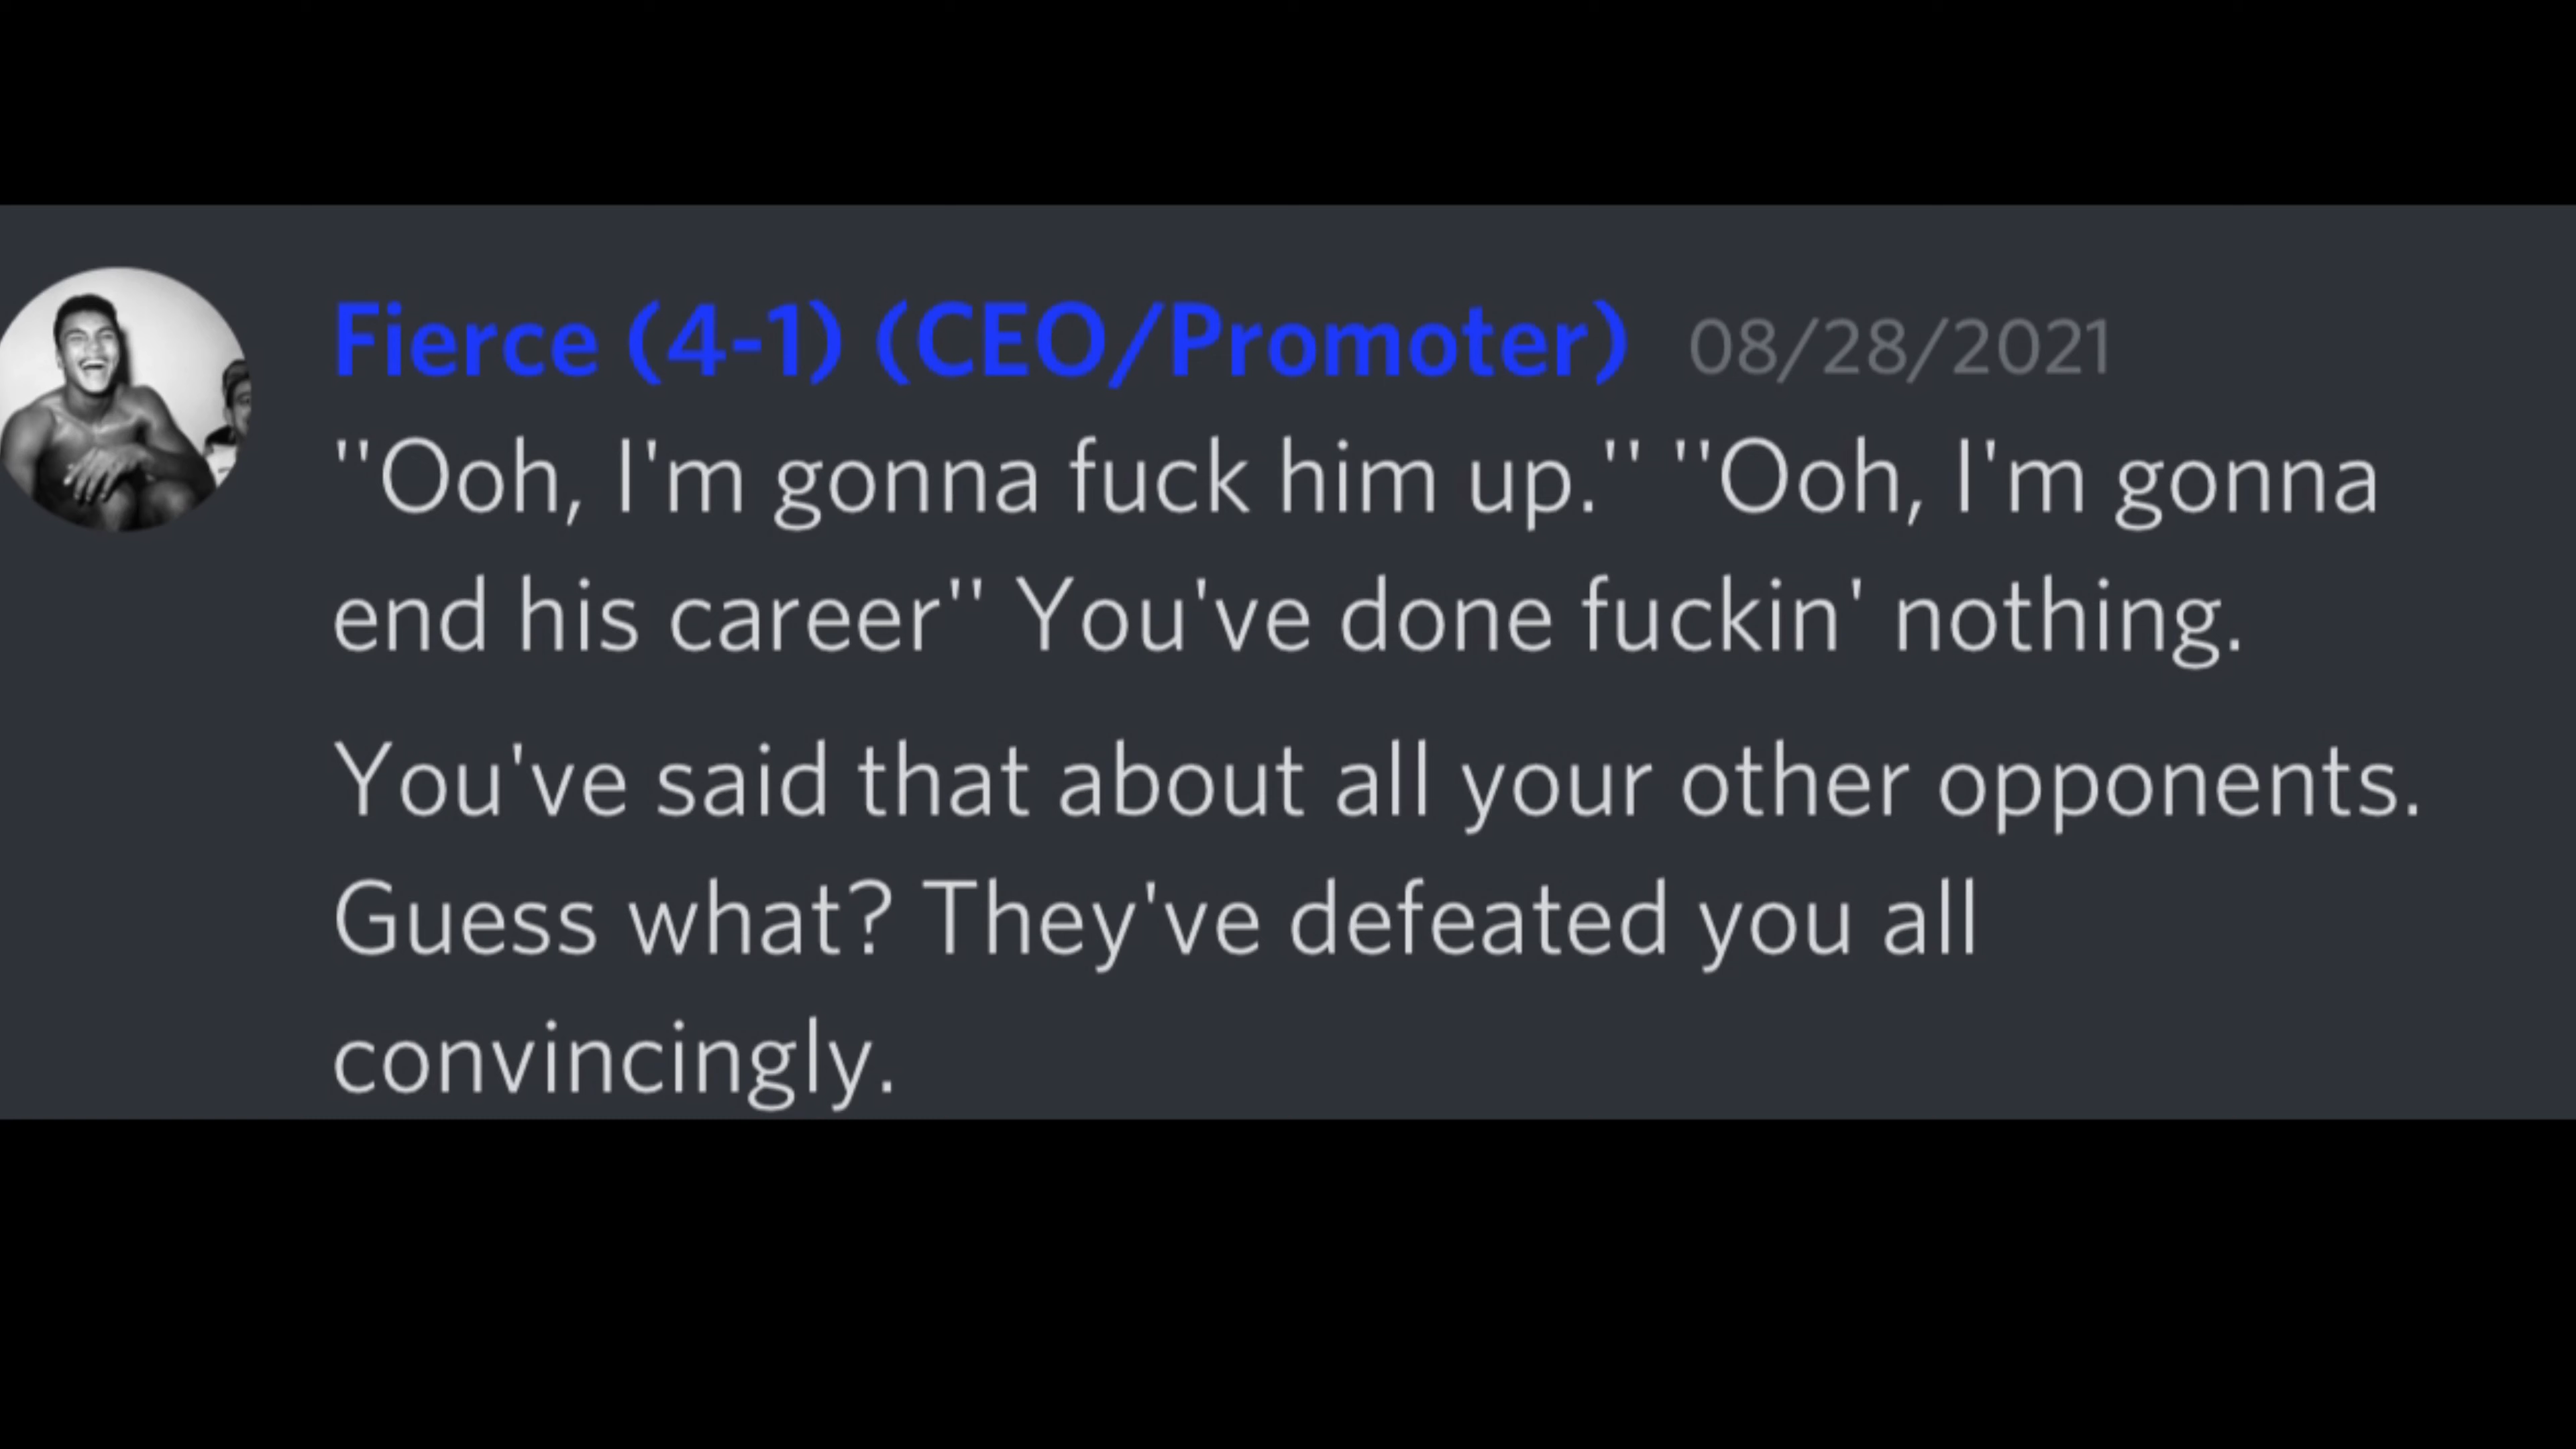 Fierce (4-1) (CEO/Promoter) 08/28/2021
"Ooh, I'm gonna fuck him up." "Ooh, I'm gonna
end his career" You've done fuckin' nothing.
You've said that about all your other opponents.
Guess what? They've defeated you all
convincingly.